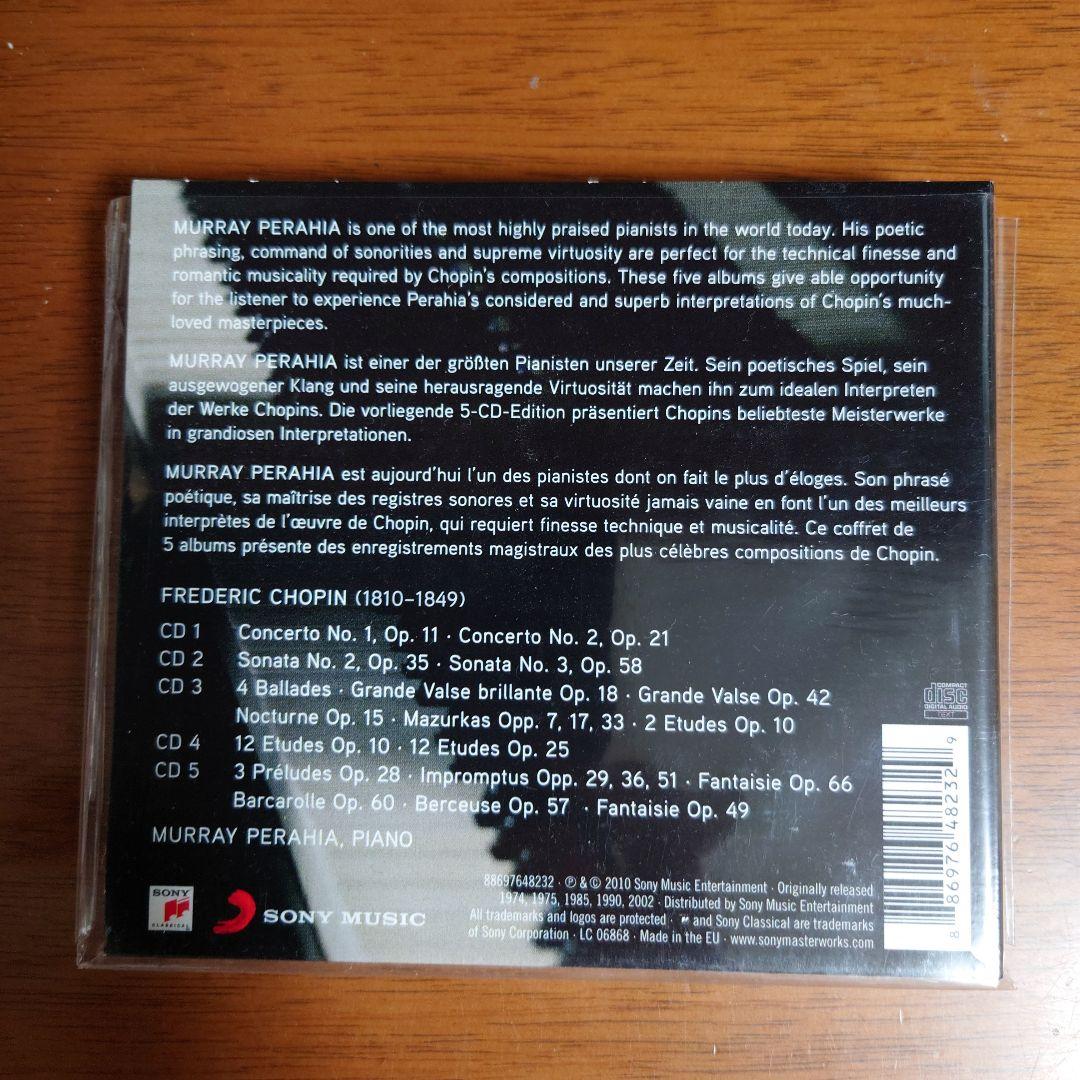 MURRAY PERAHIA is one of the most highly praised pianists in the world today. His poetic
phrasing, command of sonorities and supreme virtuosity are perfect for the technical finesse and
romantic musicality required by Chopin's compositions. These five albums give able opportunity
for the listener to experience Perahia's considered and superb interpretations of Chopin's much-
loved masterpieces.
MURRAY PERAHIA ist einer der größten Pianisten unserer Zeit. Sein poetisches Spiel, sein
ausgewogener Klang und seine herausragende Virtuosität machen ihn zum idealen Interpreten
der Werke Chopins. Die vorliegende 5-CD-Edition präsentiert Chopins beliebteste Meisterwerke
in grandiosen Interpretationen.
MURRAY PERAHIA est aujourd'hui l'un des pianistes dont on fait le plus d'éloges. Son phrasé
poétique, sa maîtrise des registres sonores et sa virtuosité jamais vaine en font l'un des meilleurs
interprètes de l'œuvre de Chopin, qui requiert finesse technique et musicalité. Ce coffret de
5 albums présente des enregistrements magistraux des plus célèbres compositions de Chopin.
FREDERIC CHOPIN (1810–1849)
CD 1 Concerto No. 1, Op. 11 · Concerto No. 2, Op. 21
CD 2 Sonata No. 2, Op. 35 · Sonata No. 3, Op. 58
CD 3 4 Ballades · Grande Valse brillante Op. 18 · Grande Valse Op. 42
Nocturne Op. 15 · Mazurkas Opp. 7, 17, 33 · 2 Etudes Op. 10
CD 4 12 Etudes Op. 10 · 12 Etudes Op. 25
CD 5 3 Préludes Op. 28 · Impromptus Opp. 29, 36, 51 · Fantaisie Op. 66
Barcarolle Op. 60 · Berceuse Op. 57 · Fantaisie Op. 49
MURRAY PERAHIA, PIANO
COMPACT
disc
DIGITAL AUDIO
TEXT
8 86976 48232 9
SONY
CLASSICAL
SONY MUSIC
88697648232 · ℗ & © 2010 Sony Music Entertainment · Originally released
1974, 1975, 1985, 1990, 2002 · Distributed by Sony Music Entertainment
All trademarks and logos are protected · and Sony Classical are trademarks
of Sony Corporation · LC 06868 · Made in the EU · www.sonymasterworks.com